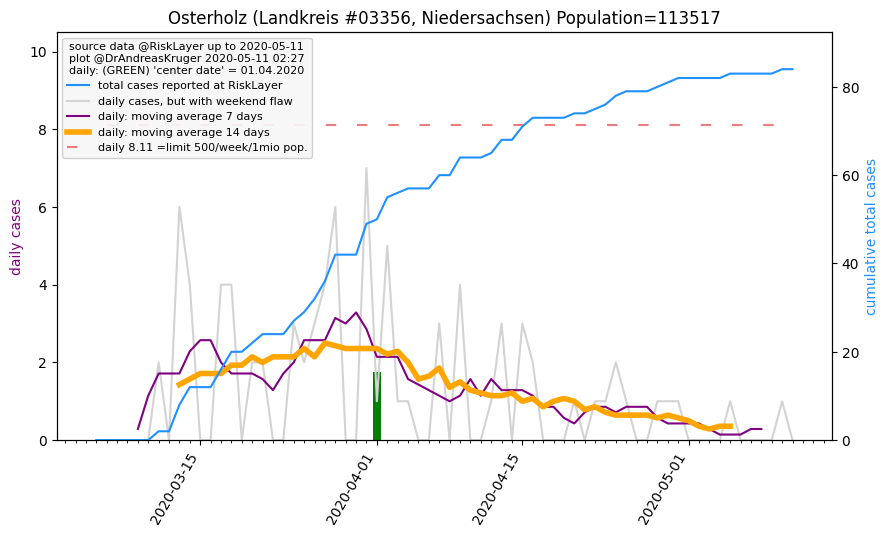 Osterholz (Landkreis #03356, Niedersachsen) Population=113517
source data @RiskLayer up to 2020-05-11
plot @DrAndreasKruger 2020-05-11 02:27
daily: (GREEN) 'center date' = 01.04.2020
total cases reported at RiskLayer
daily cases, but with weekend flaw
daily: moving average 7 days
daily: moving average 14 days
daily 8.11 =limit 500/week/1mio pop.
daily cases
10
8
6
4
2
0
cumulative total cases
80
60
40
20
0
2020-03-15
2020-04-01
2020-04-15
2020-05-01